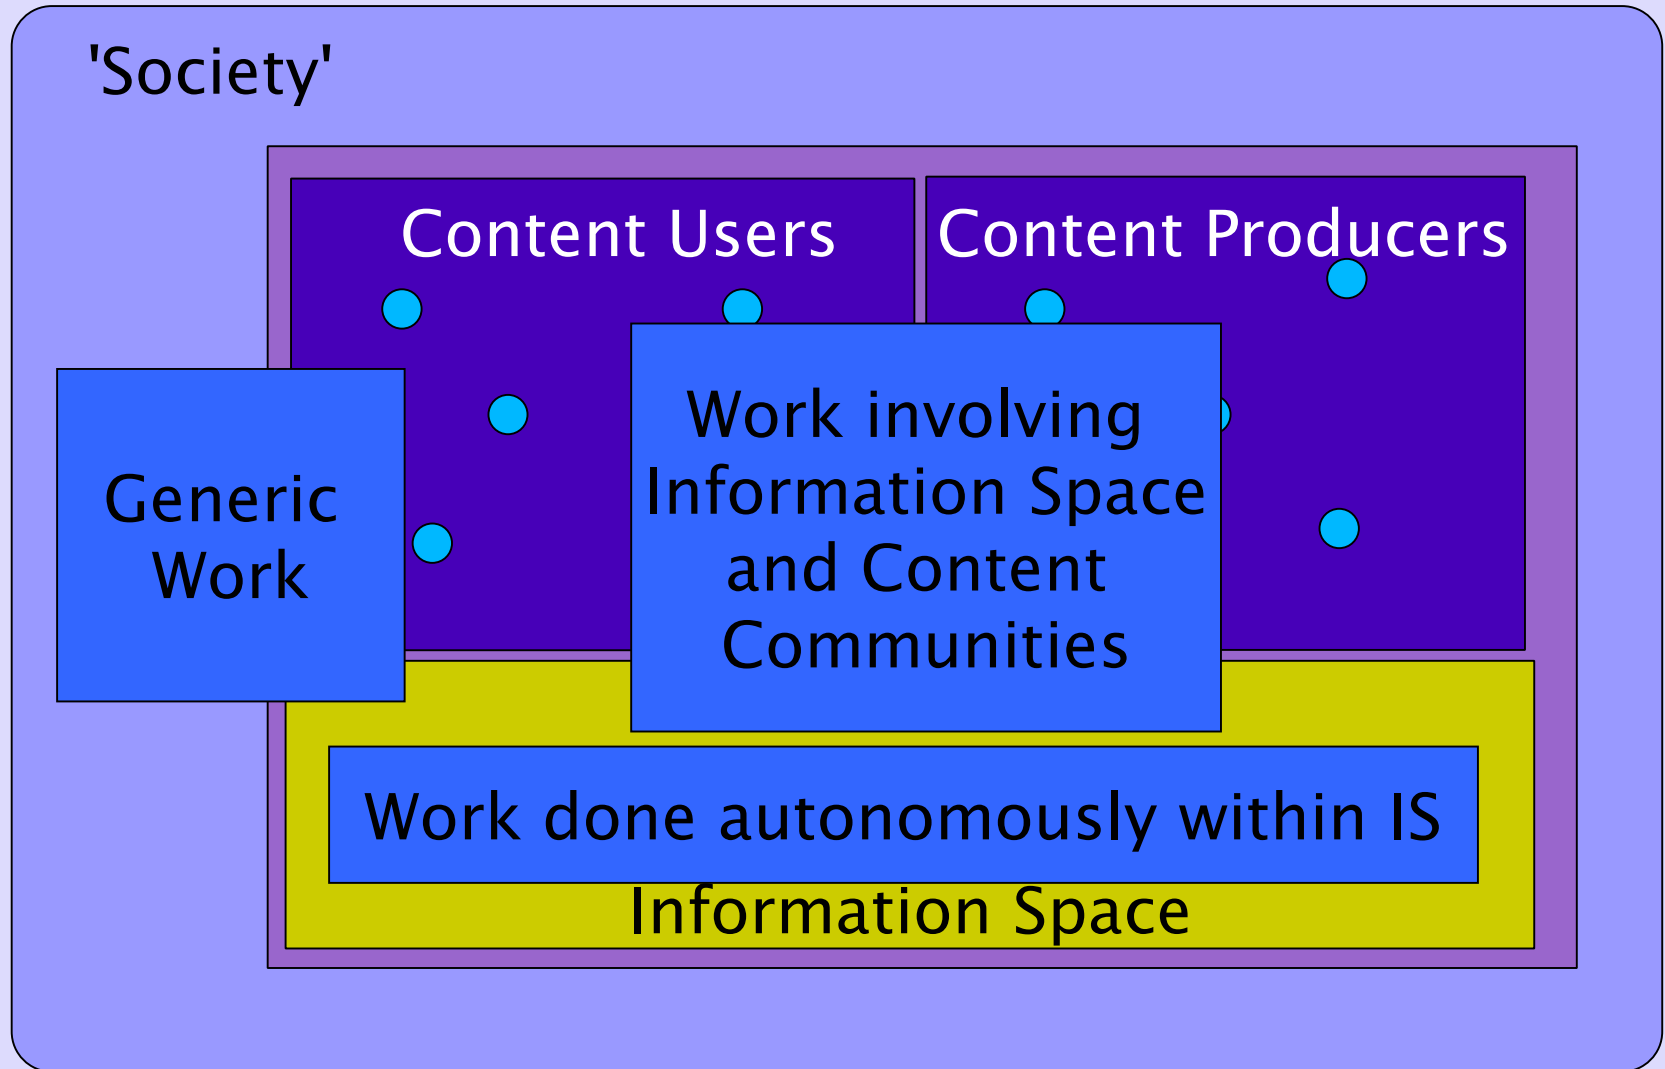 'Society'
Content Users
Content Producers
Generic
Work
Work involving
Information Space
and Content
Communities
Work done autonomously within IS
Information Space